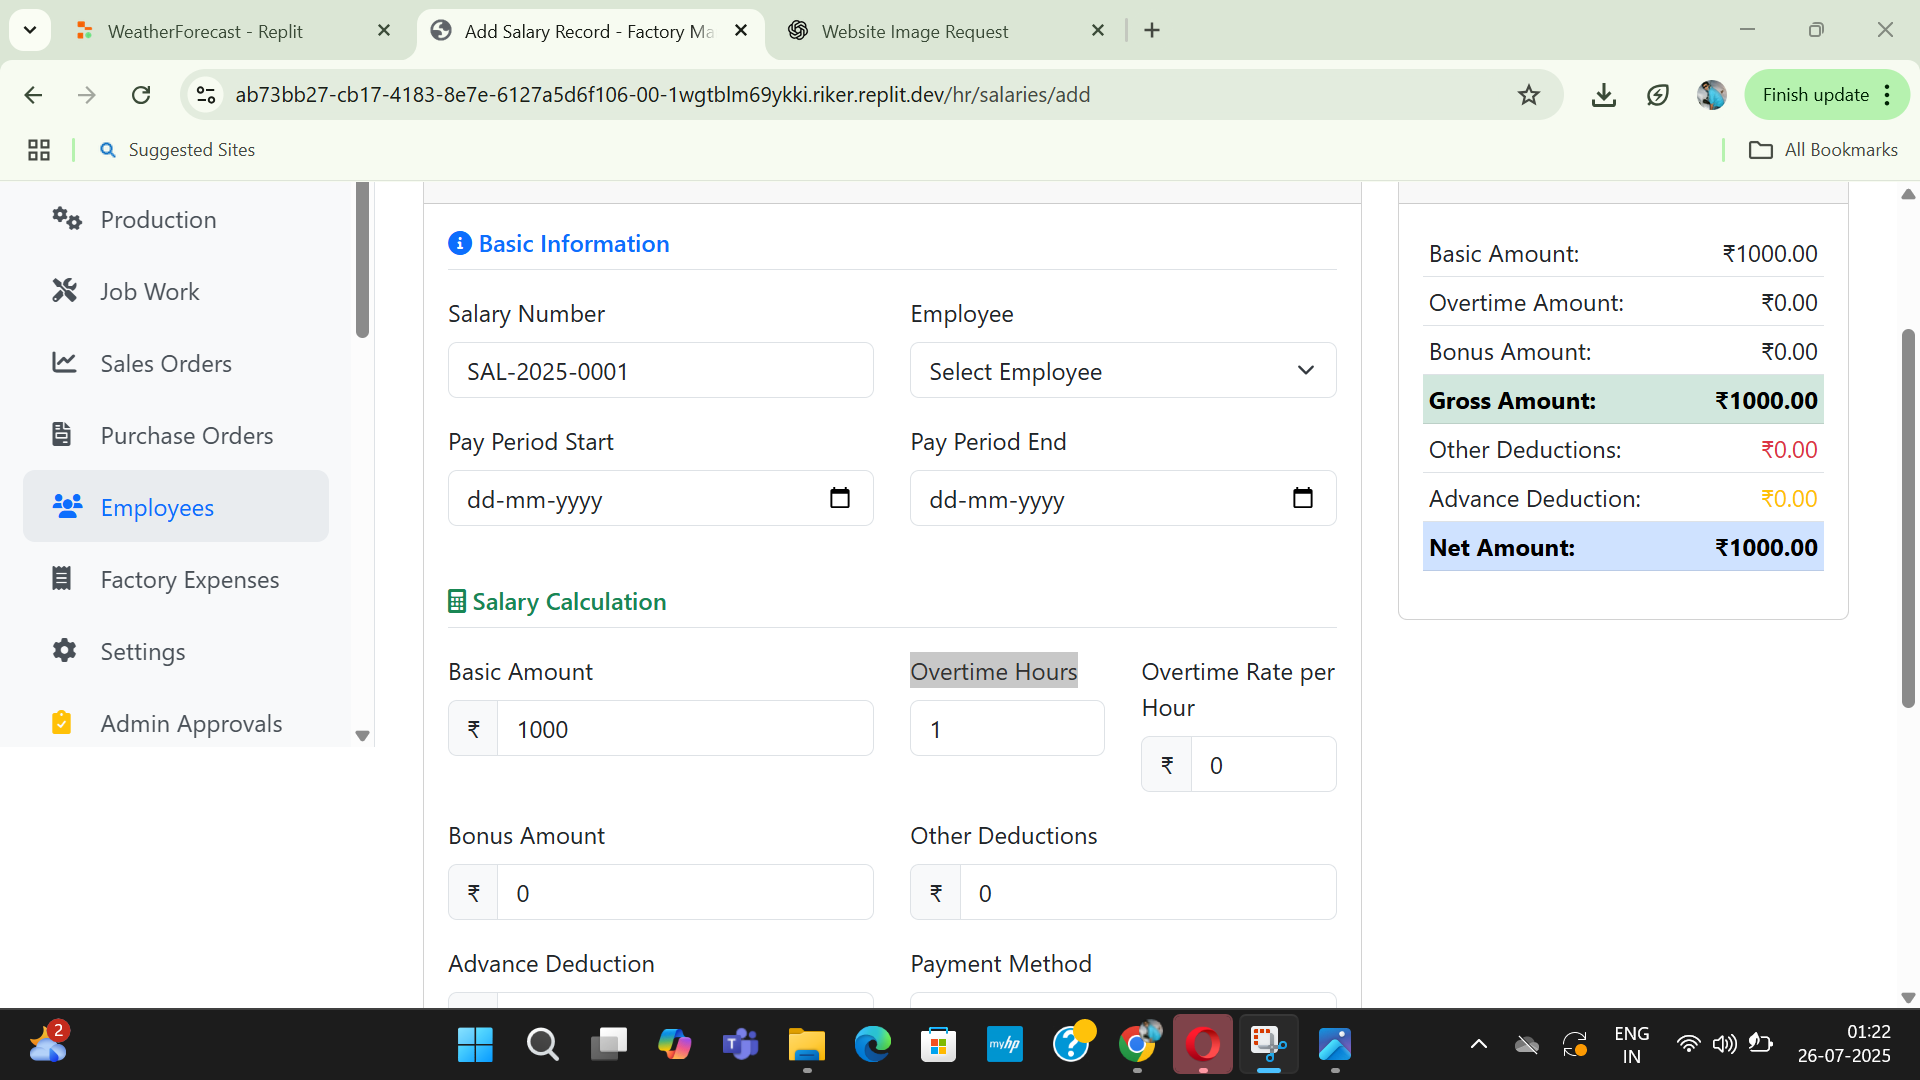 WeatherForecast - Replit
Add Salary Record - Factory Ma
Website Image Request
ab73bb27-cb17-4183-8e7e-6127a5d6f106-00-1wgtblm69ykki.riker.replit.dev/hr/salaries/add
Finish update
Suggested Sites
All Bookmarks
Production
Job Work
Sales Orders
Purchase Orders
Employees
Factory Expenses
Settings
Admin Approvals
Basic Information
Salary Number
Employee
SAL-2025-0001
Select Employee
Pay Period Start
Pay Period End
dd-mm-yyyy
dd-mm-yyyy
Salary Calculation
Basic Amount
Overtime Hours
Overtime Rate per
Hour
₹ 1000
1
₹ 0
Bonus Amount
Other Deductions
₹ 0
₹ 0
Advance Deduction
Payment Method
Basic Amount: ₹1000.00
Overtime Amount: ₹0.00
Bonus Amount: ₹0.00
Gross Amount: ₹1000.00
Other Deductions: ₹0.00
Advance Deduction: ₹0.00
Net Amount: ₹1000.00
2
myhp
ENG
IN
01:22
26-07-2025